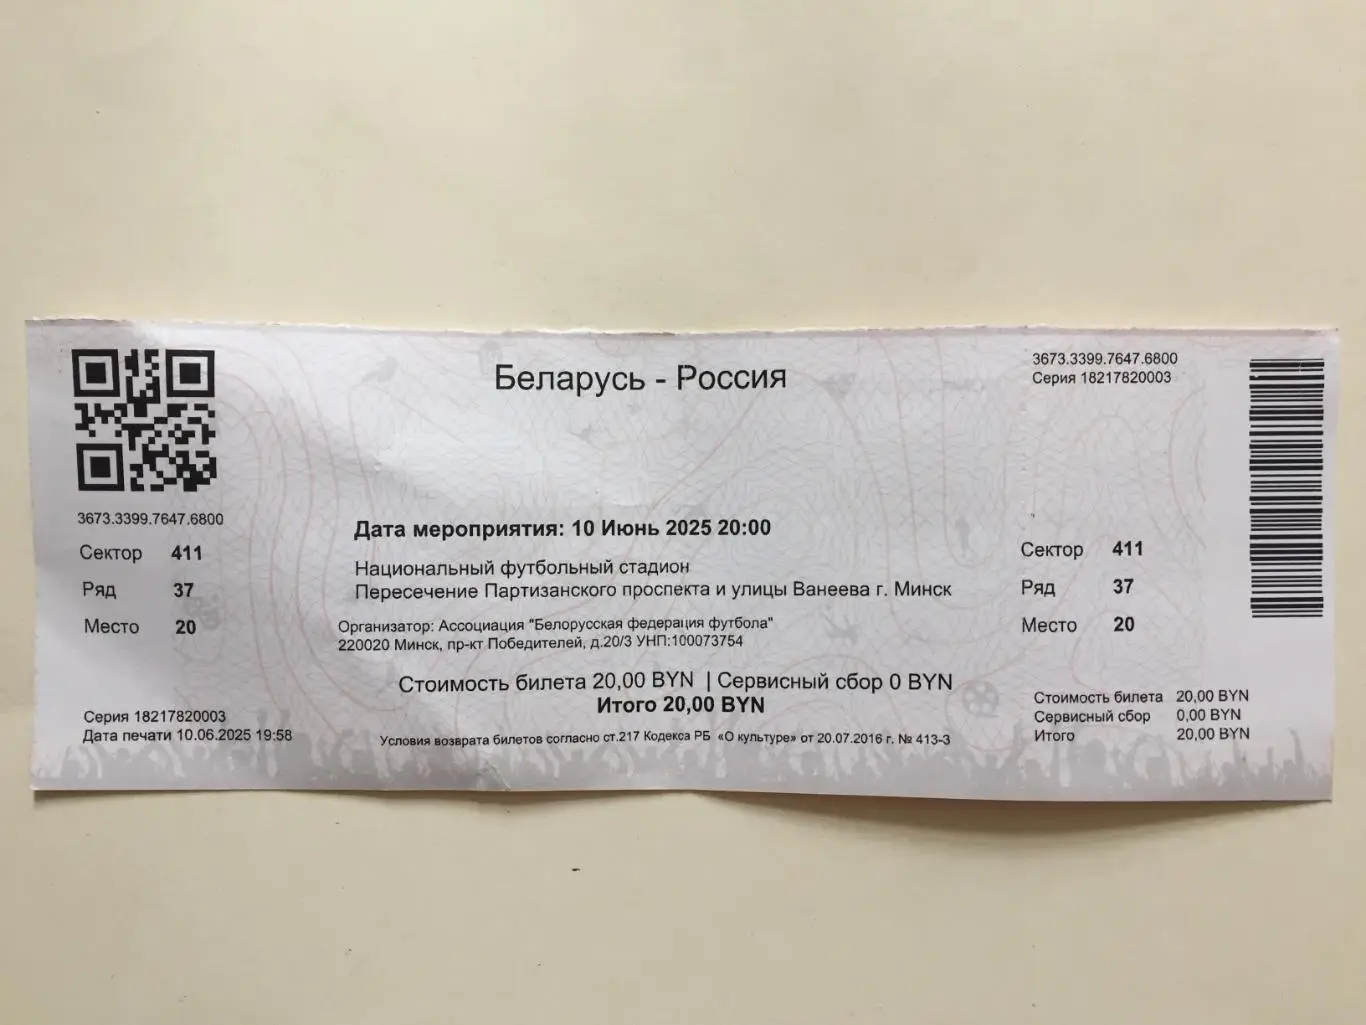 Беларусь - Россия
3673.3399.7647.6800
Серия 18217820003
3673.3399.7647.6800
Сектор 411
Ряд 37
Место 20
Дата мероприятия: 10 Июнь 2025 20:00
Национальный футбольный стадион
Пересечение Партизанского проспекта и улицы Ванеева г. Минск
Организатор: Ассоциация "Белорусская федерация футбола"
220020 Минск, пр-кт Победителей, д.20/3 УНП:100073754
Сектор 411
Ряд 37
Место 20
Стоимость билета 20,00 BYN | Сервисный сбор 0 BYN
Итого 20,00 BYN
Серия 18217820003
Дата печати 10.06.2025 19:58
Условия возврата билетов согласно ст.217 Кодекса РБ «О культуре» от 20.07.2016 г. № 413-З
Стоимость билета 20,00 BYN
Сервисный сбор 0,00 BYN
Итого 20,00 BYN